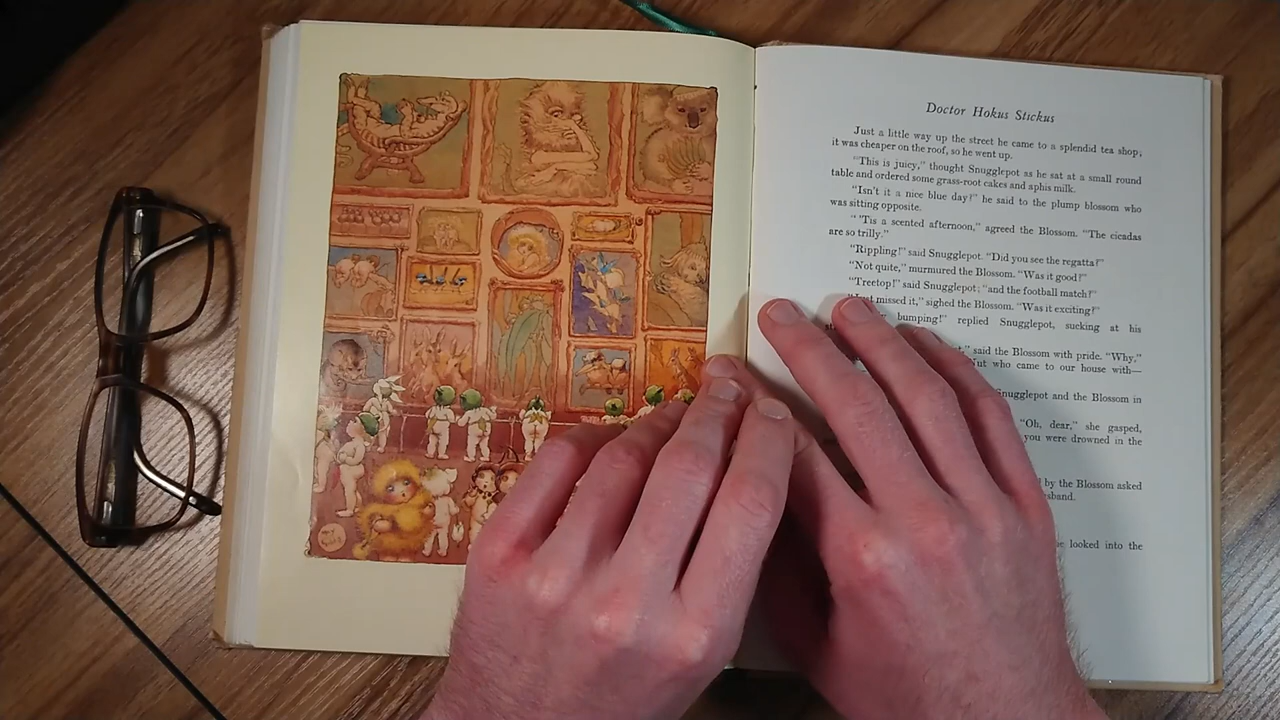 Doctor Hokus Stickus
Just a little way up the street he came to a splendid tea shop;
it was cheaper on the roof, so he went up.
"This is juicy," thought Snugglepot as he sat at a small round
table and ordered some grass-root cakes and aphis milk.
"Isn't it a nice blue day?" he said to the plump blossom who
was sitting opposite.
" 'Tis a scented afternoon," agreed the Blossom. "The cicadas
are so trilly."
"Rippling!" said Snugglepot. "Did you see the regatta?"
"Not quite," murmured the Blossom. "Was it good?"
"Treetop!" said Snugglepot; "and the football match?"
missed it," sighed the Blossom. "Was it exciting?"
bumping!" replied Snugglepot, sucking at his
said the Blossom with pride. "Why,"
Nut who came to our house with—
Snugglepot and the Blossom in
"Oh, dear," she gasped,
you were drowned in the
by the Blossom asked
looked into the